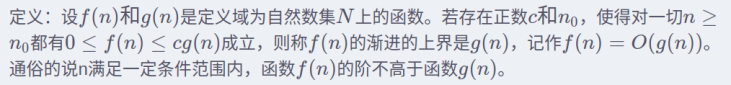 定义：设f(n)和g(n)是定义域为自然数集N上的函数。若存在正数c和n₀，使得对一切n ≥
n₀都有0 ≤ f(n) ≤ cg(n)成立，则称f(n)的渐进的上界是g(n)，记作f(n) = O(g(n))。
通俗的说n满足一定条件范围内，函数f(n)的阶不高于函数g(n)。